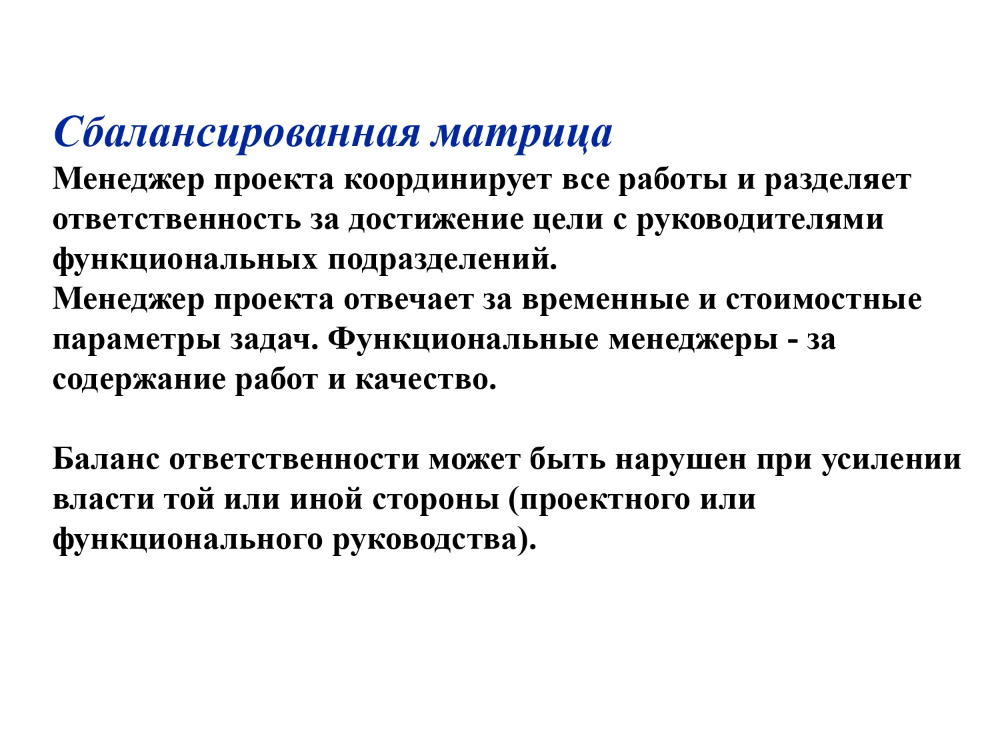 Сбалансированная матрица
Менеджер проекта координирует все работы и разделяет
ответственность за достижение цели с руководителями
функциональных подразделений.
Менеджер проекта отвечает за временные и стоимостные
параметры задач. Функциональные менеджеры - за
содержание работ и качество.
Баланс ответственности может быть нарушен при усилении
власти той или иной стороны (проектного или
функционального руководства).